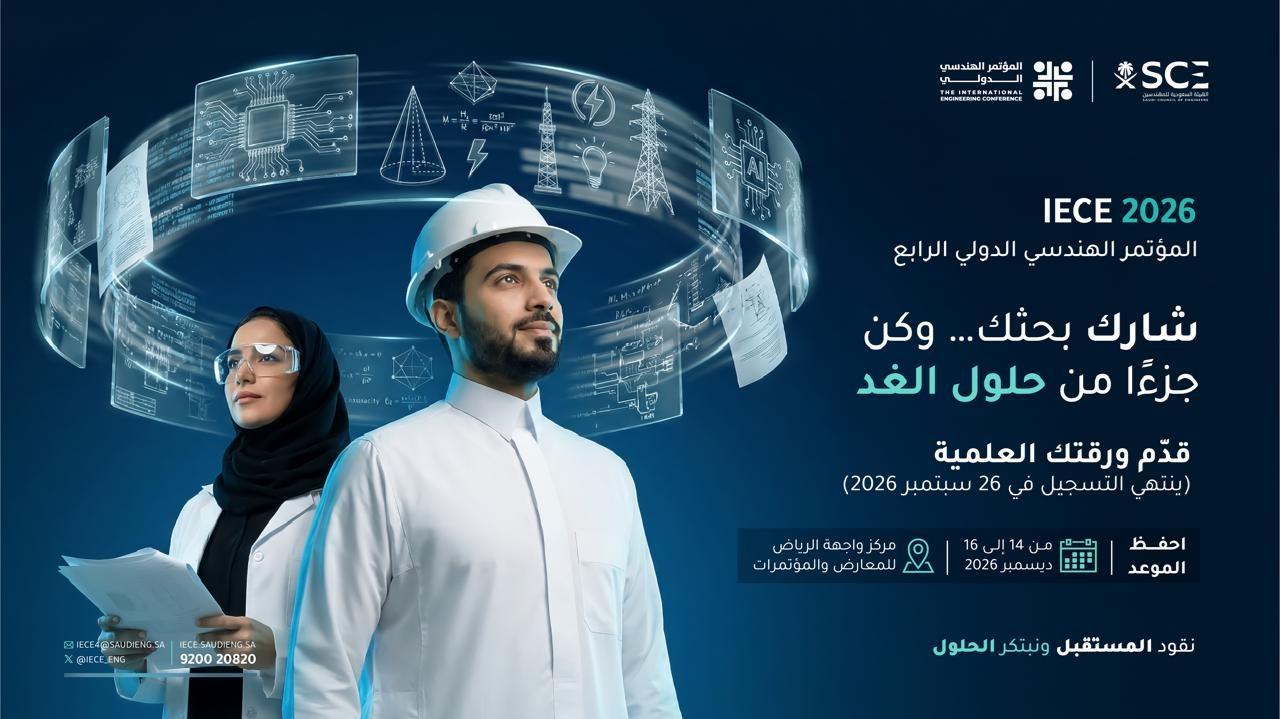 المؤتمر الهندسي
الدولي
THE INTERNATIONAL
ENGINEERING CONFERENCE
SCE
الهيئة السعودية للمهندسين
SAUDI COUNCIL OF ENGINEERS
IECE 2026
المؤتمر الهندسي الدولي الرابع
شارك بحثك... وكن
جزءًا من حلول الغد
قدّم ورقتك العلمية
(ينتهي التسجيل في 26 سبتمبر 2026)
احفظ
الموعد
من 14 إلى 16
ديسمبر 2026
مركز واجهة الرياض
للمعارض والمؤتمرات
نقود المستقبل ونبتكر الحلول
IECE4@SAUDIENG.SA
@IECE_ENG
IECE.SAUDIENG.SA
9200 20820
AI